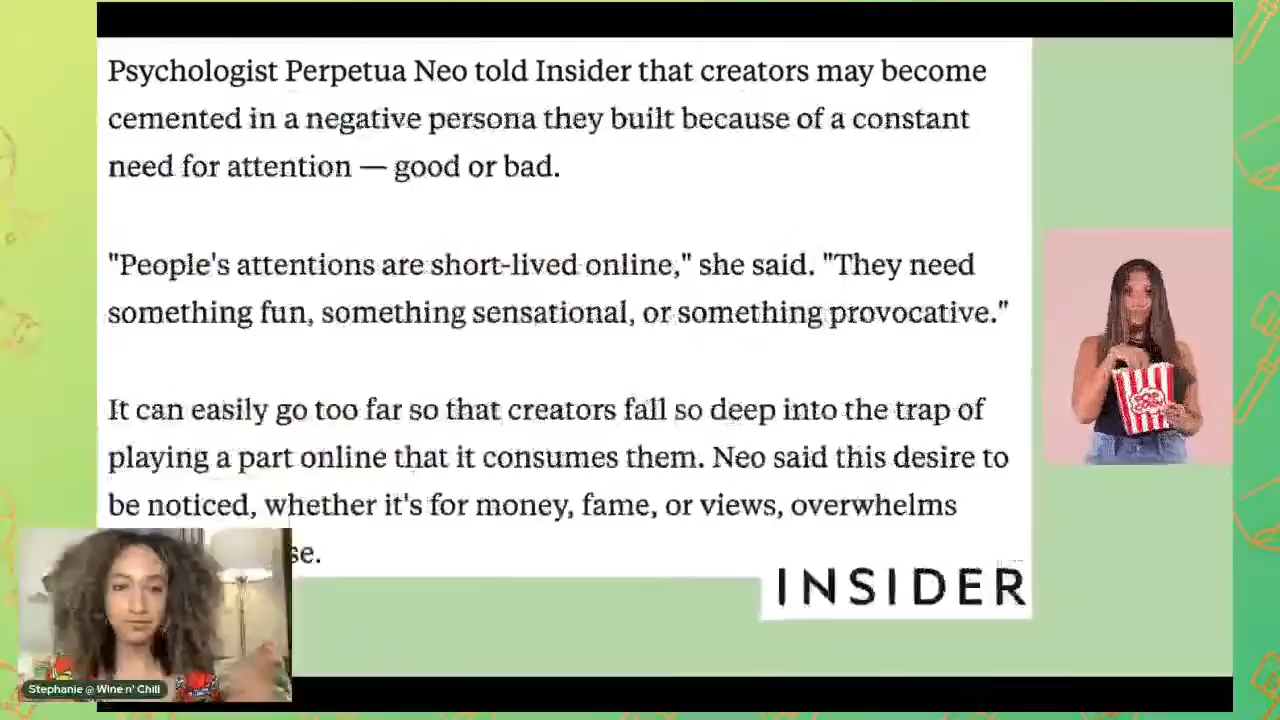 Psychologist Perpetua Neo told Insider that creators may become
cemented in a negative persona they built because of a constant
need for attention — good or bad.
"People's attentions are short-lived online," she said. "They need
something fun, something sensational, or something provocative."
It can easily go too far so that creators fall so deep into the trap of
playing a part online that it consumes them. Neo said this desire to
be noticed, whether it's for money, fame, or views, overwhelms
se.
INSIDER
POP CORN
Stephanie @ Wine n' Chill